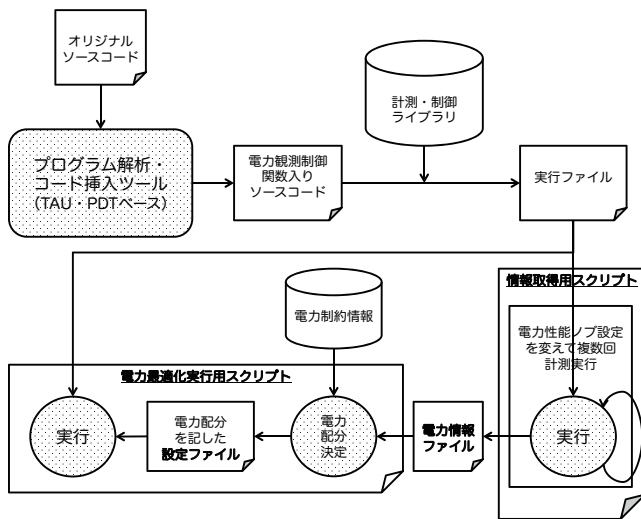 オリジナル
ソースコード
計測・制御
ライブラリ
プログラム解析・
コード挿入ツール
（TAU・PDTベース）
電力観測制御
関数入り
ソースコード
実行ファイル
情報取得用スクリプト
電力制約情報
電力性能ノブ設定
を変えて複数回
計測実行
電力最適化実行用スクリプト
実行
電力配分
を記した
設定ファイル
電力
配分
決定
電力情報
ファイル
実行